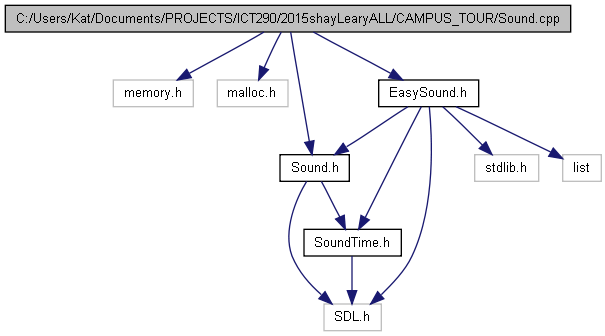 C:/Users/Kat/Documents/PROJECTS/ICT290/2015shayLearyALL/CAMPUS_TOUR/Sound.cpp
memory.h
malloc.h
EasySound.h
Sound.h
stdlib.h
list
SoundTime.h
SDL.h